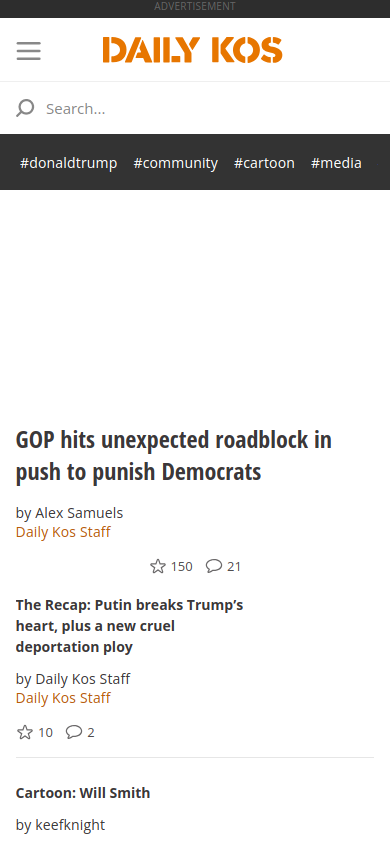 ADVERTISEMENT
DAILY KOS
Search...
#donaldtrump #community #cartoon #media
GOP hits unexpected roadblock in
push to punish Democrats
by Alex Samuels
Daily Kos Staff
150 21
The Recap: Putin breaks Trump’s
heart, plus a new cruel
deportation ploy
by Daily Kos Staff
Daily Kos Staff
10 2
Cartoon: Will Smith
by keefknight